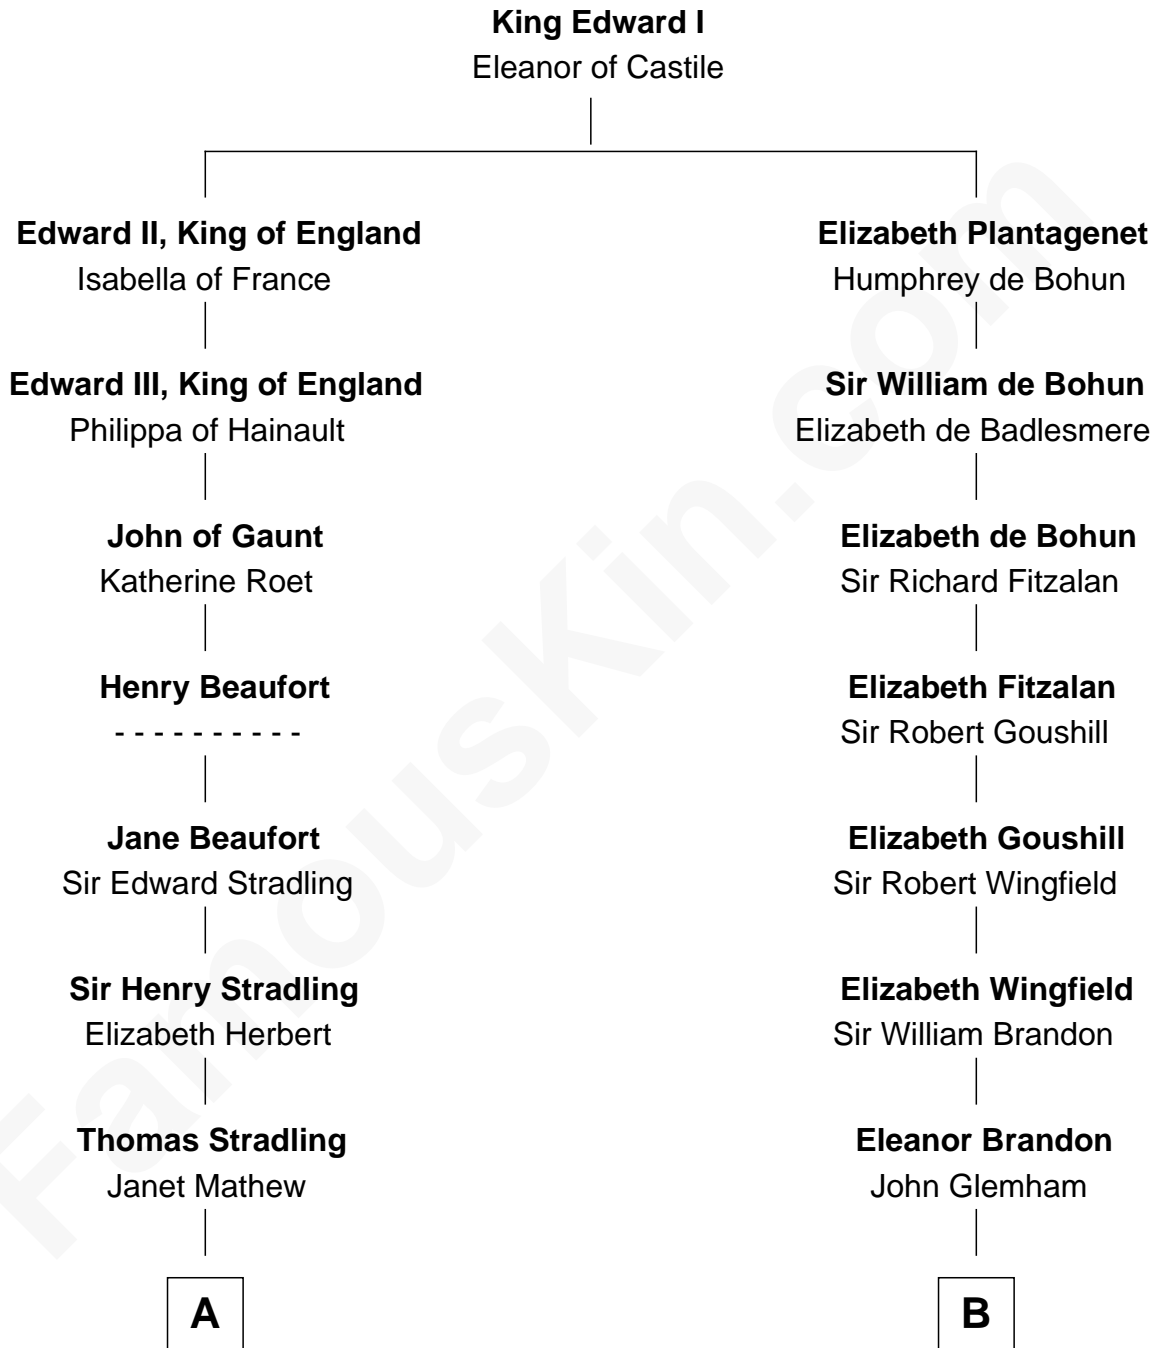 King Edward I
Eleanor of Castile
Edward II, King of England
Isabella of France
Elizabeth Plantagenet
Humphrey de Bohun
Edward III, King of England
Philippa of Hainault
Sir William de Bohun
Elizabeth de Badlesmere
John of Gaunt
Katherine Roet
Elizabeth de Bohun
Sir Richard Fitzalan
Henry Beaufort
- - - - - - - - - -
Elizabeth Fitzalan
Sir Robert Goushill
Jane Beaufort
Sir Edward Stradling
Elizabeth Goushill
Sir Robert Wingfield
Sir Henry Stradling
Elizabeth Herbert
Elizabeth Wingfield
Sir William Brandon
Thomas Stradling
Janet Mathew
Eleanor Brandon
John Glemham
A
B
FamousKin.com